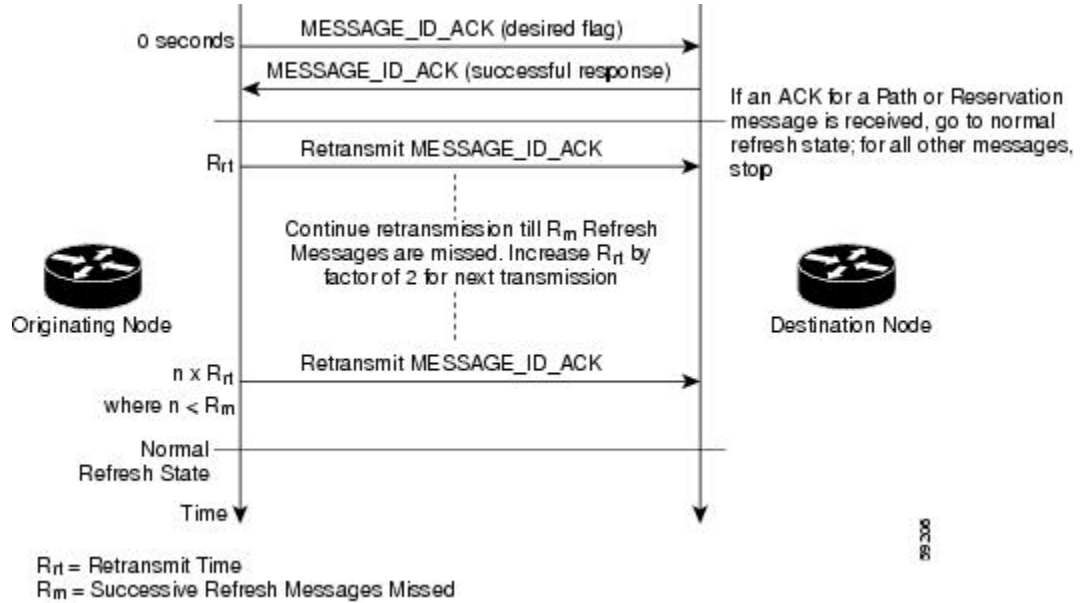 0 seconds
MESSAGE_ID_ACK (desired flag)
MESSAGE_ID_ACK (successful response)
If an ACK for a Path or Reservation
message is received, go to normal
refresh state; for all other messages,
stop
Rrt
Retransmit MESSAGE_ID_ACK
Continue retransmission till Rm Refresh
Messages are missed. Increase Rrt by
factor of 2 for next transmission
Originating Node
Destination Node
n x Rrt
Retransmit MESSAGE_ID_ACK
where n < Rm
Normal
Refresh State
Time
59206
Rrt = Retransmit Time
Rm = Successive Refresh Messages Missed